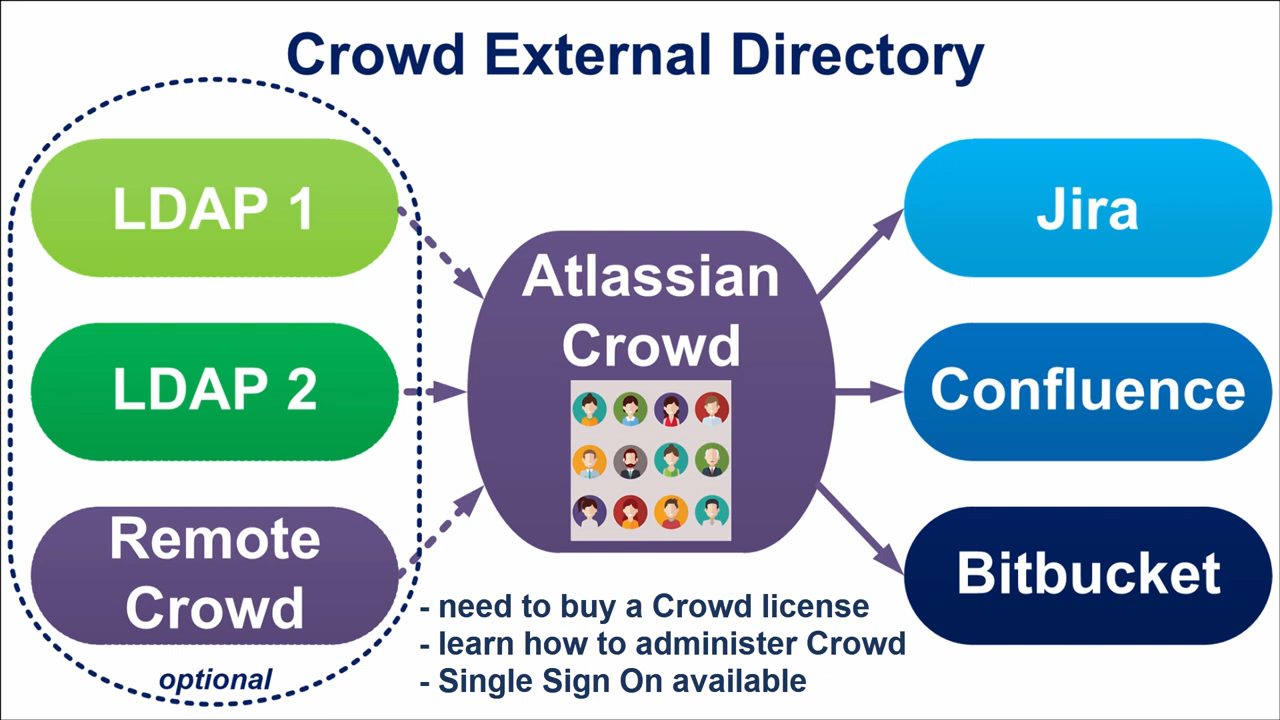 Crowd External Directory
LDAP 1
LDAP 2
Remote
Crowd
optional
Atlassian
Crowd
Jira
Confluence
Bitbucket
- need to buy a Crowd license
- learn how to administer Crowd
- Single Sign On available